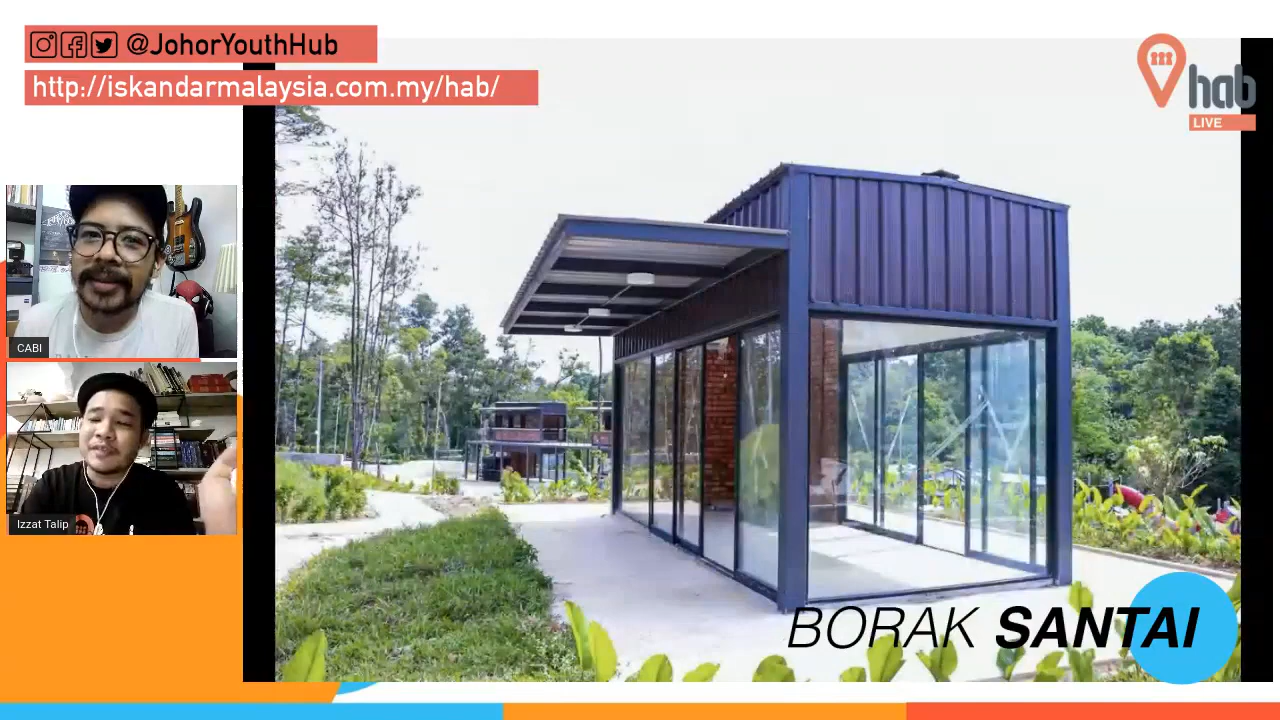 @JohorYouthHub
http://iskandarmalaysia.com.my/hab/
hab
LIVE
CABI
Izzat Talip
BORAK SANTAI